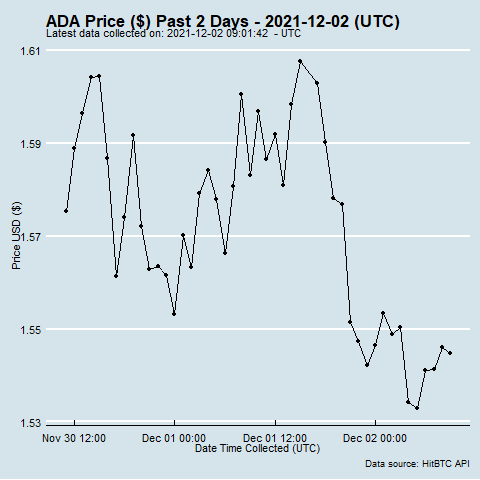 ADA Price ($) Past 2 Days - 2021-12-02 (UTC)
Latest data collected on: 2021-12-02 09:01:42 - UTC
1.61
1.59
1.57
1.55
1.53
Price USD ($)
Nov 30 12:00 Dec 01 00:00 Dec 01 12:00 Dec 02 00:00
Date Time Collected (UTC)
Data source: HitBTC API